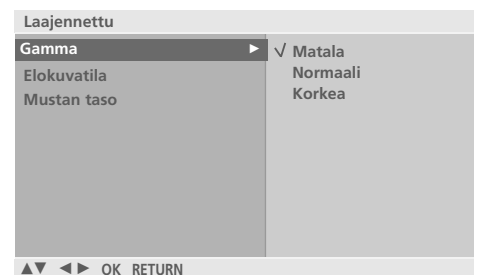 Laajennettu
Gamma ►
Elokuvatila
Mustan taso
√ Matala
Normaali
Korkea
▲▼ ◄► OK RETURN